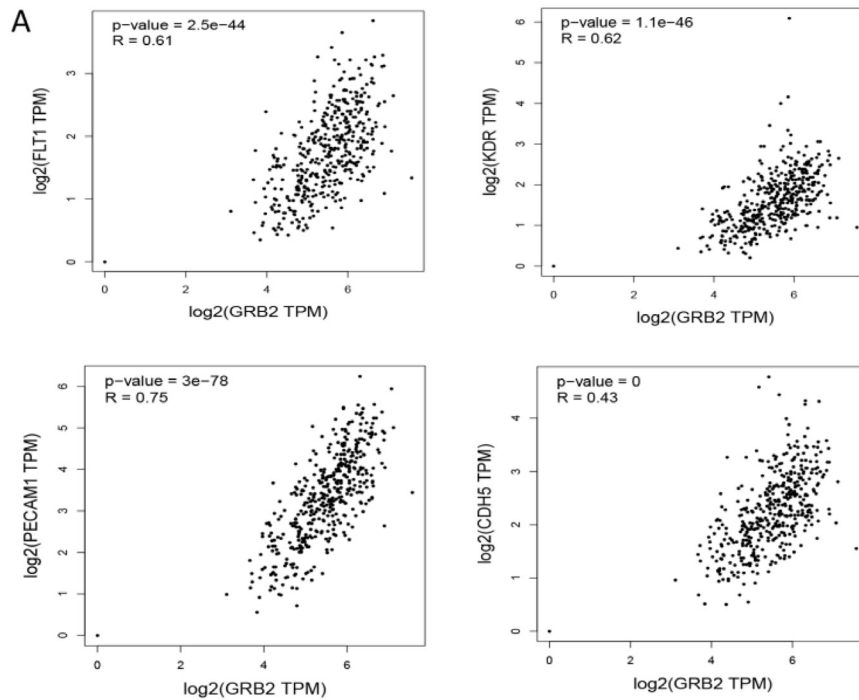 A
p-value = 2.5e-44
R = 0.61
log2(FLT1 TPM)
3
2
1
0
0 2 4 6
log2(GRB2 TPM)
p-value = 1.1e-46
R = 0.62
log2(KDR TPM)
6
5
4
3
2
1
0
0 2 4 6
log2(GRB2 TPM)
p-value = 3e-78
R = 0.75
log2(PECAM1 TPM)
6
5
4
3
2
1
0
0 2 4 6
log2(GRB2 TPM)
p-value = 0
R = 0.43
log2(CDH5 TPM)
4
3
2
1
0
0 2 4 6
log2(GRB2 TPM)